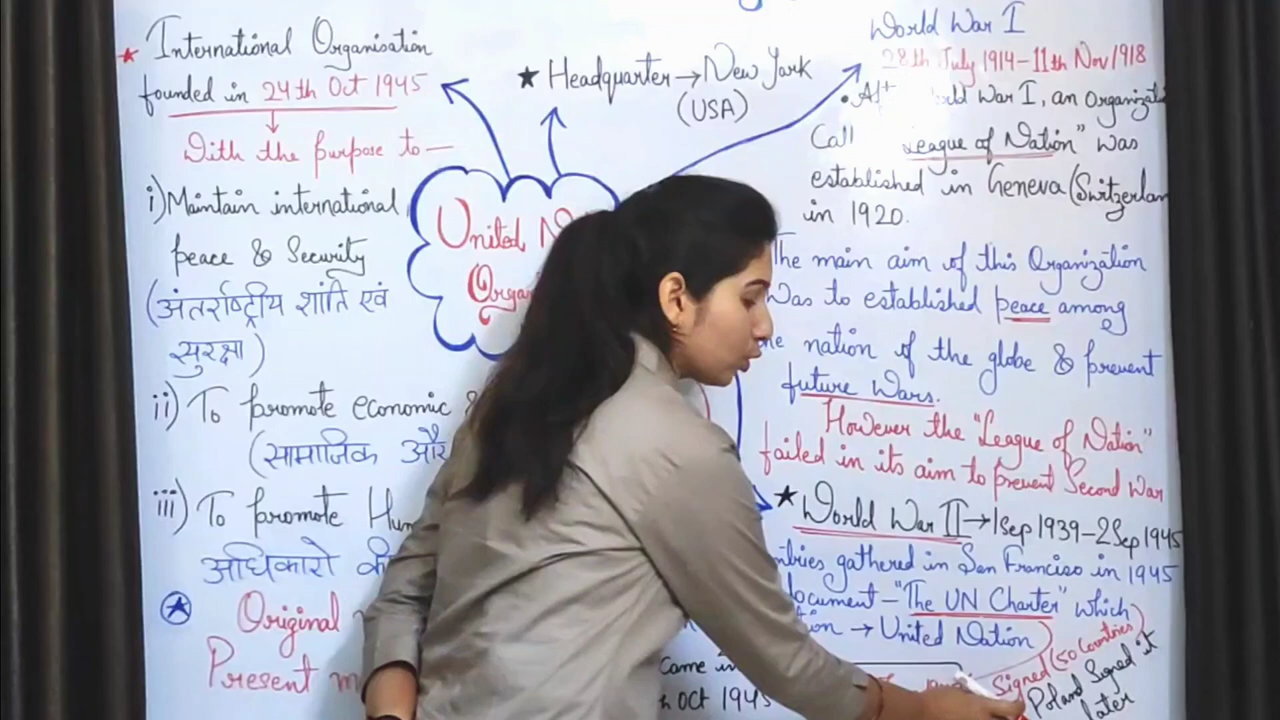 International Organisation
founded in 24th Oct 1945
With the purpose to —
i) Maintain international
peace & Security
(अंतर्राष्ट्रीय शांति एवं
सुरक्षा)
ii) To promote economic
(सामाजिक और
iii) To promote Hum
अधिकारो की
Original
Present m
★ Headquarter → New York
(USA)
United N
Organ
World War I
28th July 1914 – 11th Nov 1918
• Aft World War I, an Organizati
Call League of Nation" was
established in Geneva (Switzerlan
in 1920.
The main aim of this Organization
was to established peace among
he nation of the globe & prevent
future wars.
However the "League of Nation"
failed in its aim to prevent Second War
★ World War II → 1 Sep 1939 – 2 Sep 1945
ntries gathered in San Francisco in 1945
document – "The UN Charter" which
tion → United Nation
Signed (50 Countries)
Poland Signed it
later
Came in
h Oct 1945